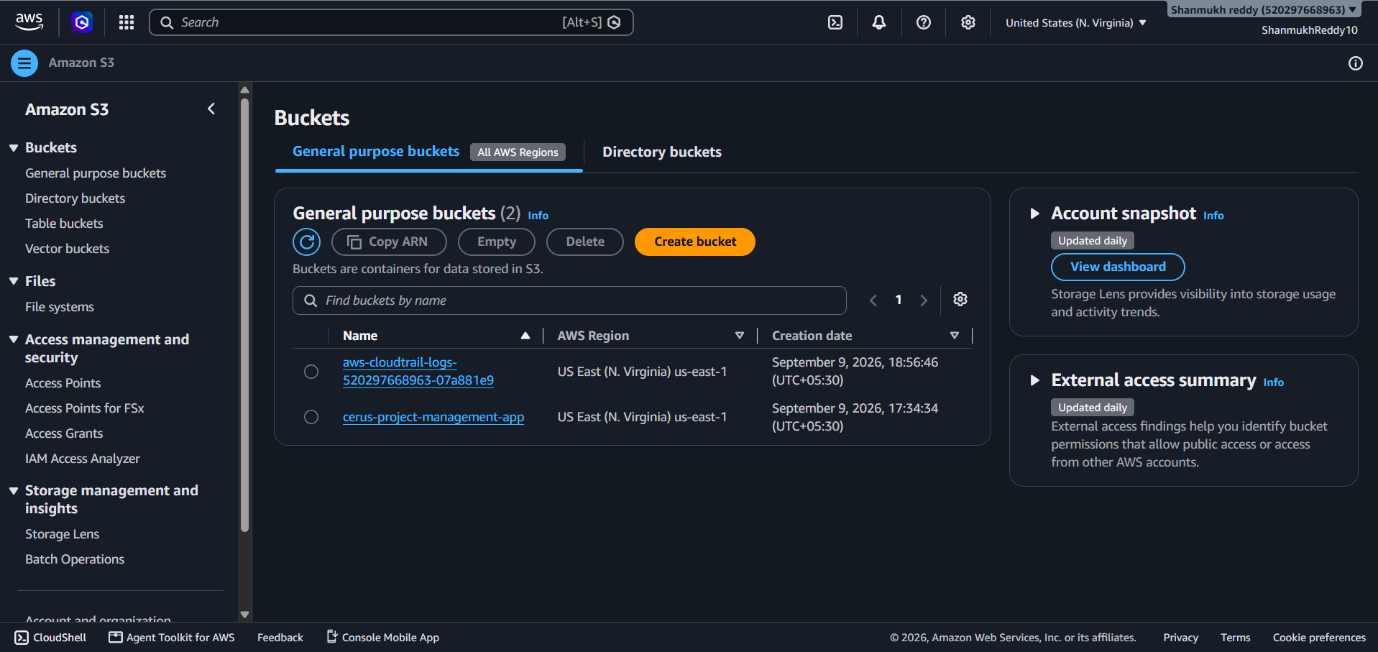 aws
Search
[Alt+S]
United States (N. Virginia)
Shanmukh reddy (520297668963)
ShanmukhReddy10
Amazon S3
Amazon S3
Buckets
General purpose buckets
Directory buckets
Table buckets
Vector buckets
Files
File systems
Access management and
security
Access Points
Access Points for FSx
Access Grants
IAM Access Analyzer
Storage management and
insights
Storage Lens
Batch Operations
Account and organization
Buckets
General purpose buckets All AWS Regions
Directory buckets
General purpose buckets (2) Info
Copy ARN
Empty
Delete
Create bucket
Buckets are containers for data stored in S3.
Find buckets by name
1
Name
AWS Region
Creation date
aws-cloudtrail-logs-
520297668963-07a881e9
US East (N. Virginia) us-east-1
September 9, 2026, 18:56:46
(UTC+05:30)
cerus-project-management-app
US East (N. Virginia) us-east-1
September 9, 2026, 17:34:34
(UTC+05:30)
Account snapshot Info
Updated daily
View dashboard
Storage Lens provides visibility into storage usage
and activity trends.
External access summary Info
Updated daily
External access findings help you identify bucket
permissions that allow public access or access
from other AWS accounts.
CloudShell
Agent Toolkit for AWS
Feedback
Console Mobile App
© 2026, Amazon Web Services, Inc. or its affiliates.
Privacy
Terms
Cookie preferences